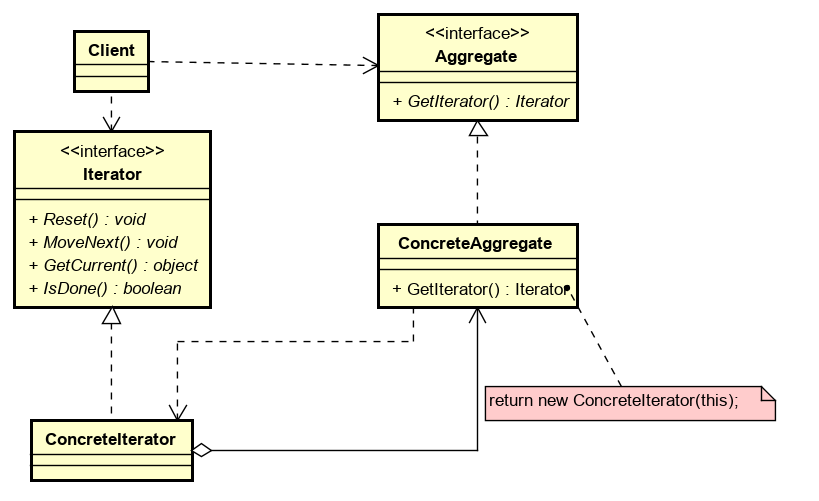 Client
<<interface>>
Aggregate
+ GetIterator() : Iterator
<<interface>>
Iterator
+ Reset() : void
+ MoveNext() : void
+ GetCurrent() : object
+ IsDone() : boolean
ConcreteAggregate
+ GetIterator() : Iterator
return new ConcreteIterator(this);
ConcreteIterator